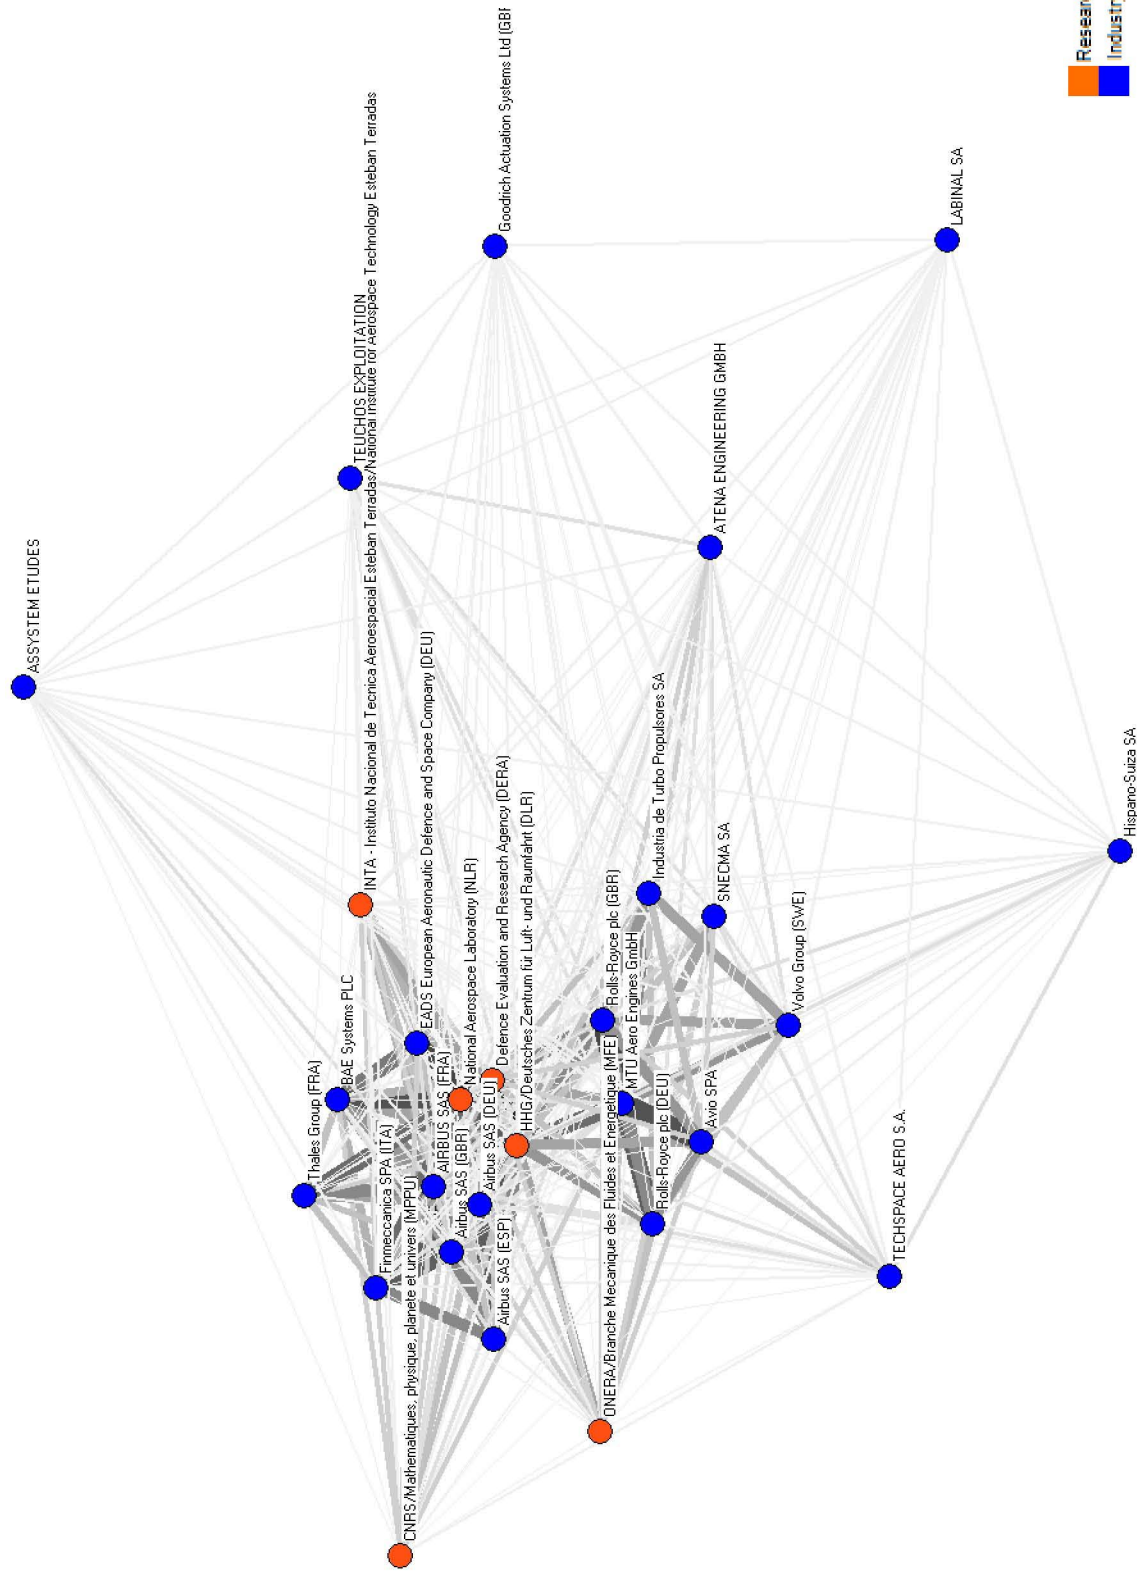 ASSYSTEM ETUDES
Goodrich Actuation Systems Ltd (GBR
TEUCHOS EXPLOITATION
INTA - Instituto Nacional de Tecnica Aeroespacial Esteban Terradas/National Institute for Aerospace Technology Esteban Terradas
LABINAL SA
ATENA ENGINEERING GMBH
EADS European Aeronautic Defence and Space Company (DEU)
BAE Systems PLC
Thales Group (FRA)
National Aerospace Laboratory (NLR)
Defence Evaluation and Research Agency (DERA)
HHG/Deutsches Zentrum für Luft- und Raumfahrt (DLR)
AIRBUS SAS (FRA)
Airbus SAS (GBR)
Airbus SAS (DEU)
Airbus SAS (ESP)
Finmeccanica SPA (ITA)
CNRS/Mathematiques, physique, planete et univers (MPPU)
ONERA/Branche Mecanique des Fluides et Energetique (MFE)
Rolls-Royce plc (GBR)
MTU Aero Engines GmbH
Rolls-Royce plc (DEU)
Industria de Turbo Propulsores SA
SNECMA SA
Volvo Group (SWE)
Avio SPA
TECHSPACE AERO S.A.
Hispano-Suiza SA
Resear
Industr